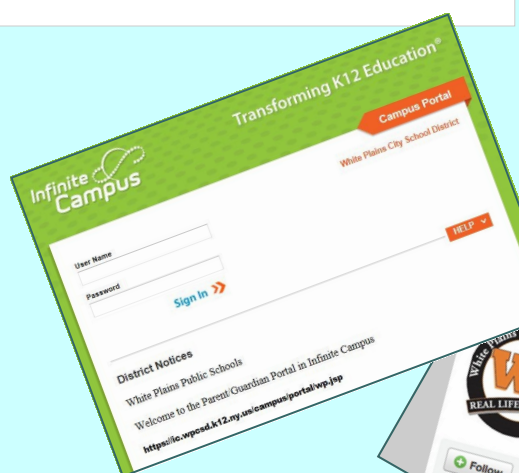 Transforming K12 Education®
Infinite
Campus
Campus Portal
White Plains City School District
User Name
Password
Sign In
HELP
District Notices
White Plains Public Schools
Welcome to the Parent/Guardian Portal in Infinite Campus
https://ic.wpcsd.k12.ny.us/campus/portal/wp.jsp
White Plains
REAL LIFE
Follow